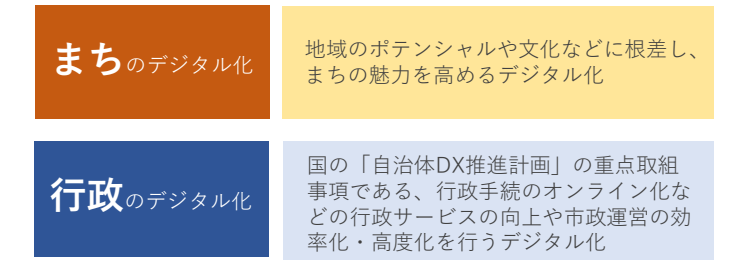 まちのデジタル化
地域のポテンシャルや文化などに根差し、
まちの魅力を高めるデジタル化
行政のデジタル化
国の「自治体DX推進計画」の重点取組
事項である、行政手続のオンライン化な
どの行政サービスの向上や市政運営の効
率化・高度化を行うデジタル化